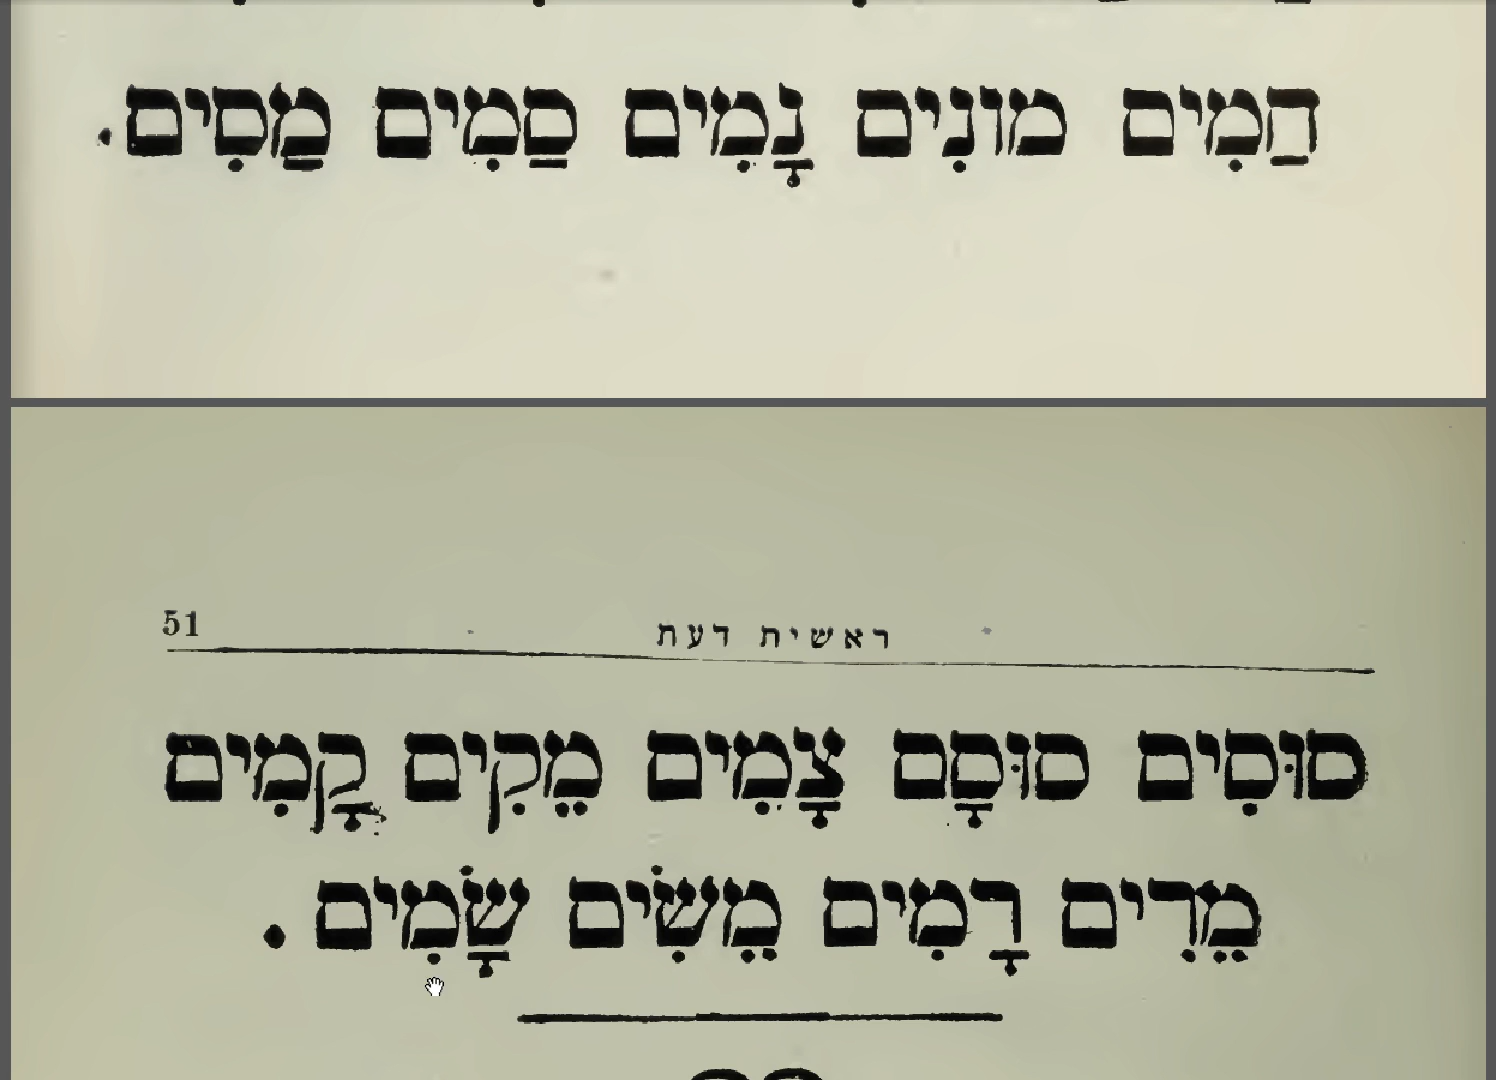 חַמִים מוֹנִים נָמִים סַמִים מַסִים.
51
ראשית דעת
סוּסִים סוּסָם צָמִים מֵקִים קָמִים
מֵרִים רָמִים מֵשִׂים שָׂמִים.